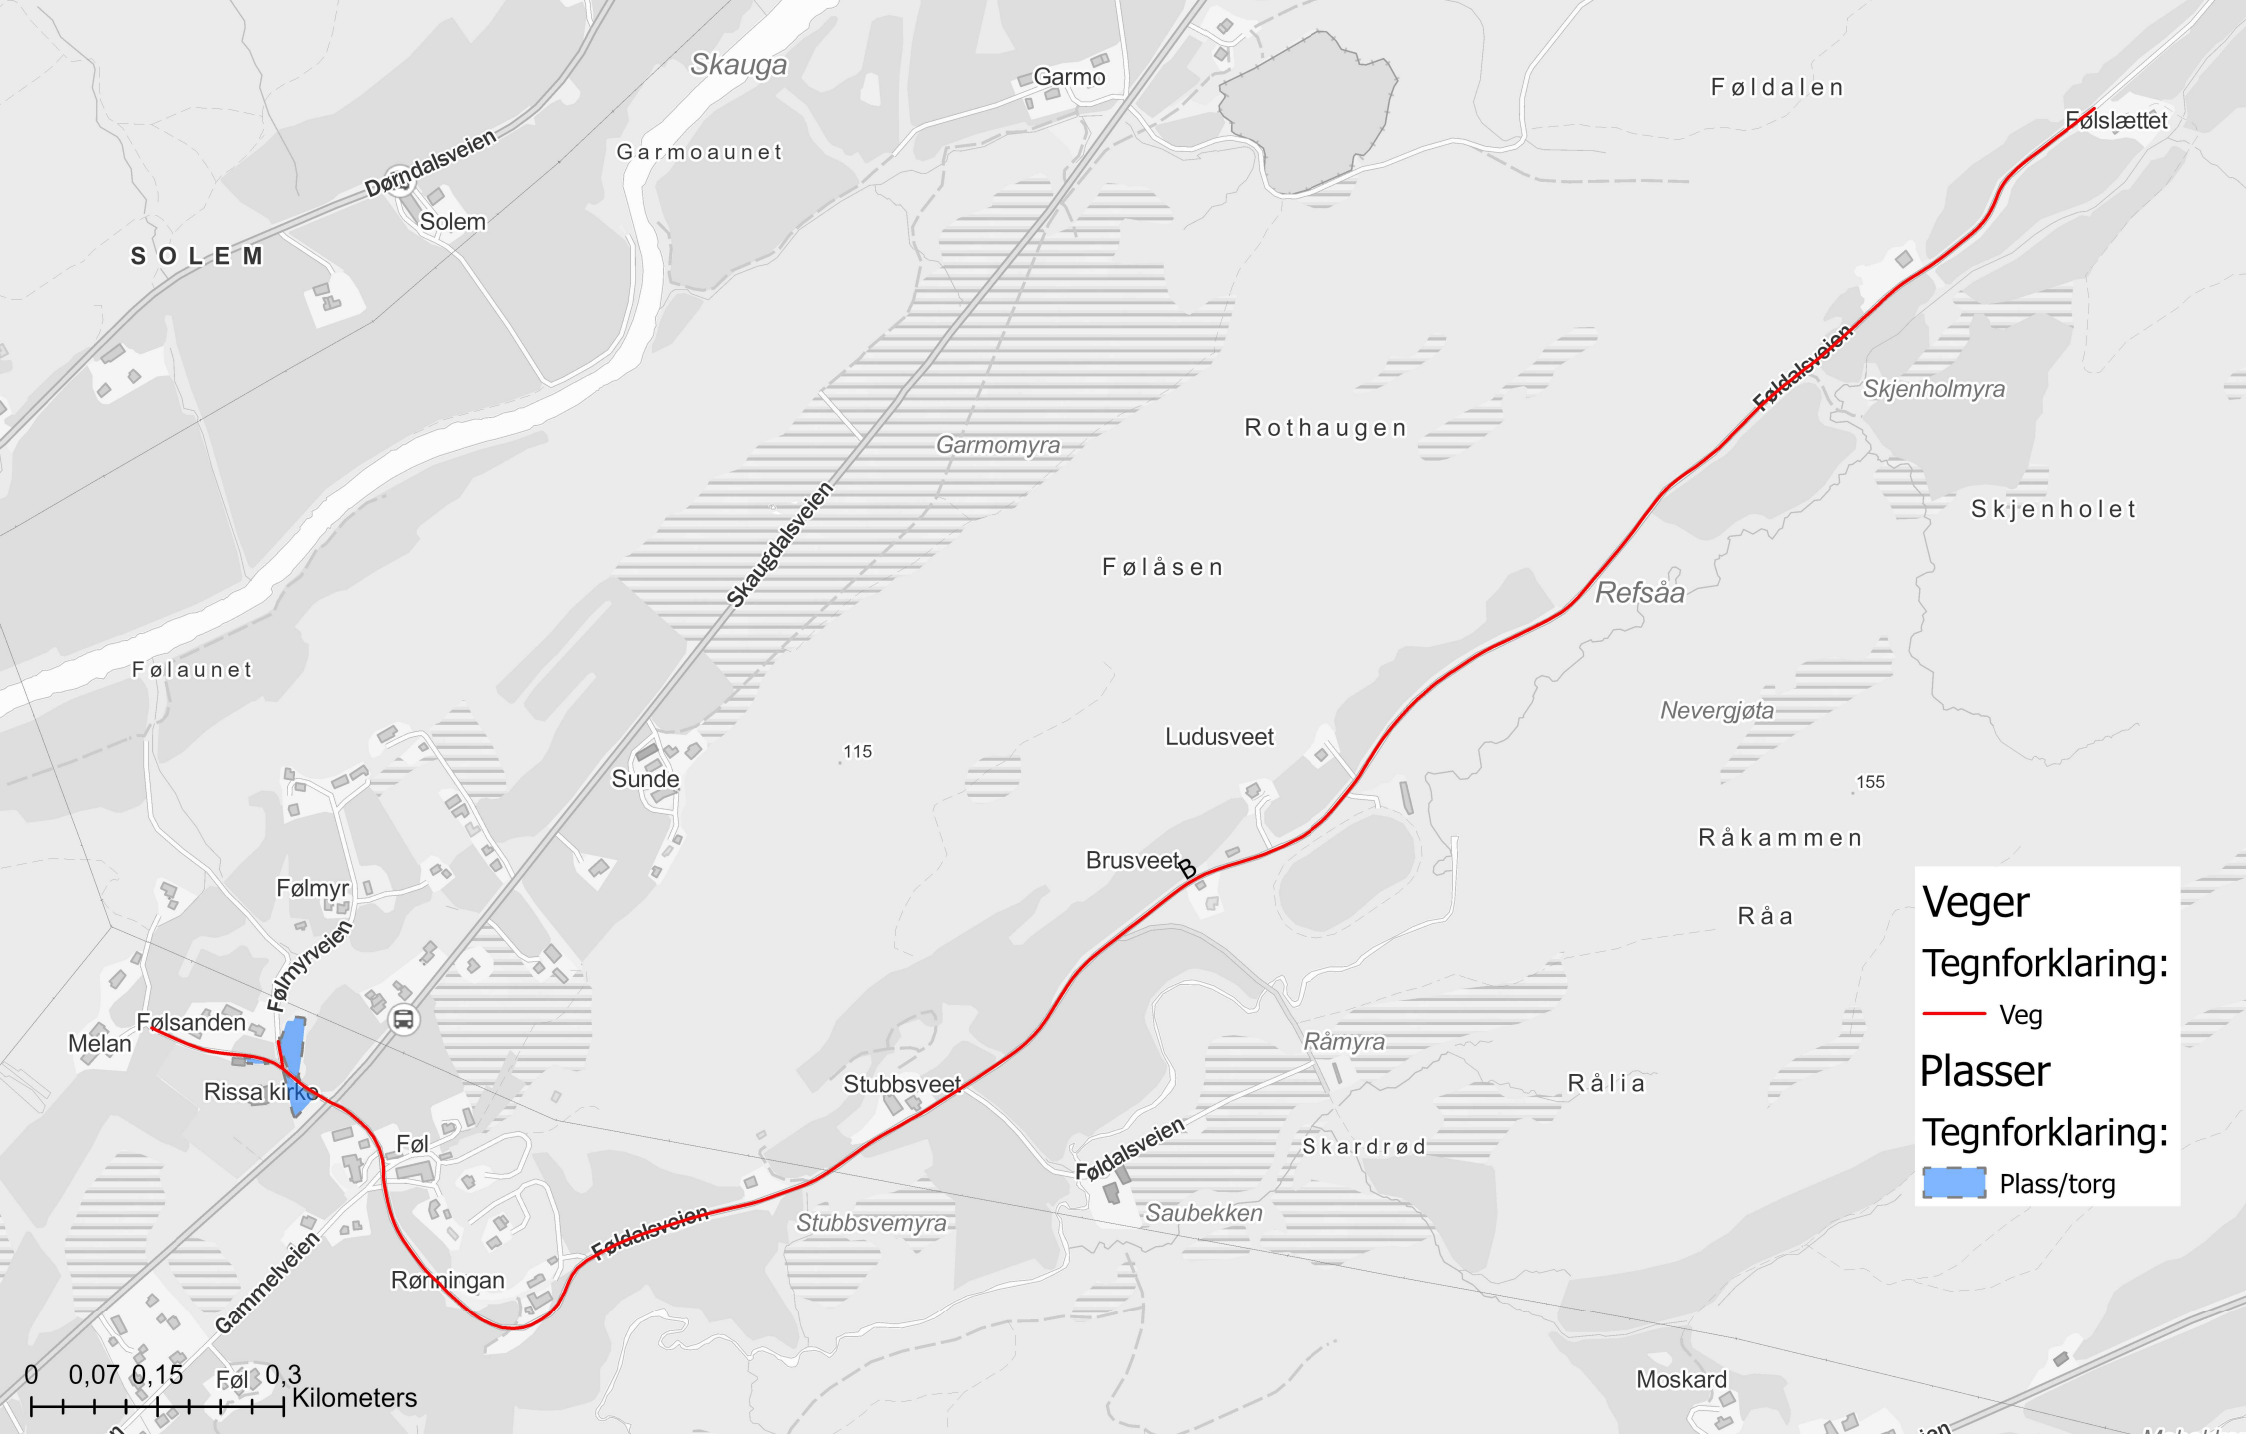 Skauga
Garmo
Føldalen
Følslættet
Garmoaunet
Dørndalsveien
Solem
SOLEM
Føldalsveien
Skjenholmyra
Rothaugen
Garmomyra
Skaugdalsveien
Skjenholet
Følåsen
Refsåa
Følaunet
Nevergjøta
Ludusveet
115
Sunde
155
Råkammen
Brusveet
B
Følmyr
Råa
Følmyrveien
Følsanden
Melan
Råmyra
Rissa kirke
Stubbsveet
Rålia
Føl
Føldalsveien
Skardrød
Stubbsvemyra
Saubekken
Føldalsveien
Gammelveien
Rønningan
Føl
Moskard
Veger
Tegnforklaring:
Veg
Plasser
Tegnforklaring:
Plass/torg
0 0,07 0,15 0,3
Kilometers